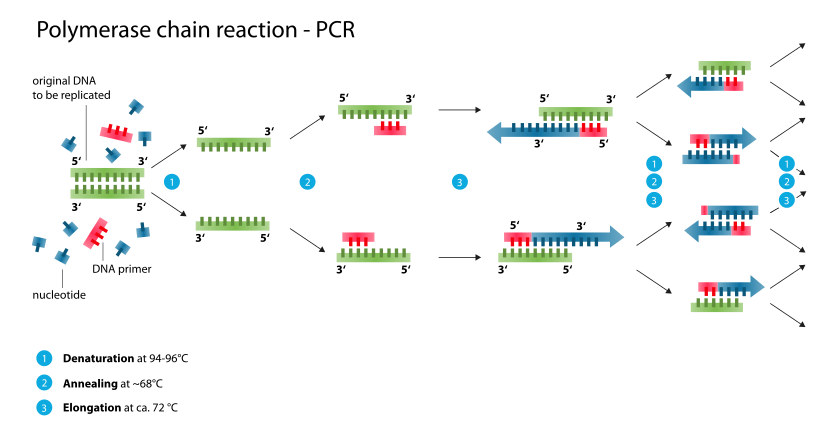 Polymerase chain reaction - PCR
original DNA
to be replicated
5‘ 3‘
3‘ 5‘
DNA primer
nucleotide
5‘ 3‘
1
3‘ 5‘
5‘ 3‘
2
3‘ 5‘
3
5‘ 3‘
3‘ 5‘
5‘ 3‘
3‘ 5‘
1
2
3
1
2
3
1 Denaturation at 94-96°C
2 Annealing at ~68°C
3 Elongation at ca. 72 °C